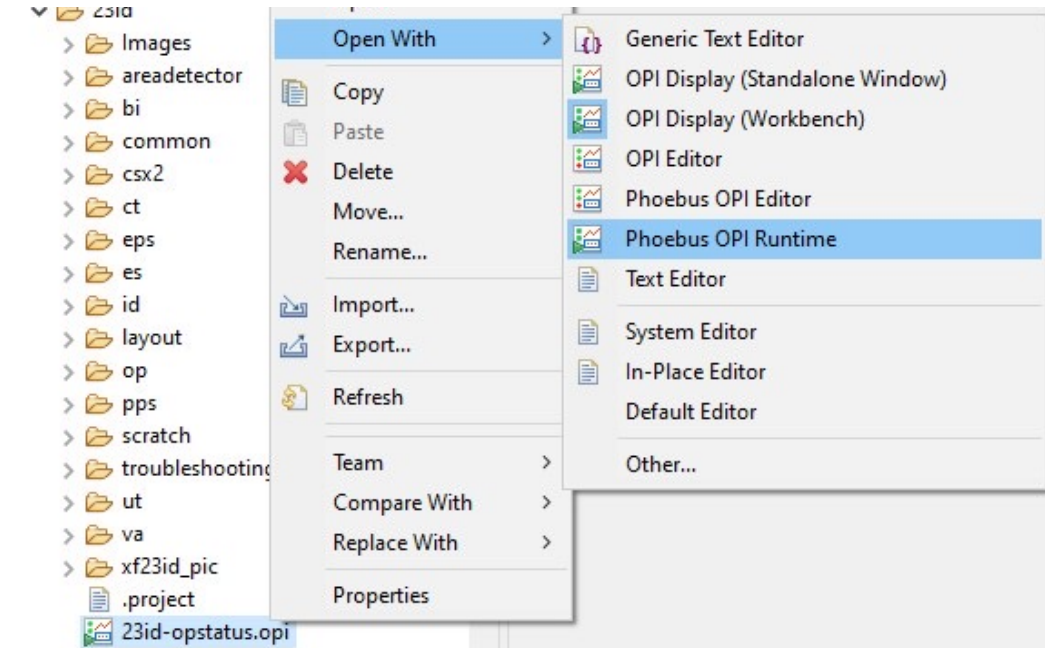 23id
Images
areadetector
bi
common
csx2
ct
eps
es
id
layout
op
pps
scratch
troubleshooting
ut
va
xf23id_pic
.project
23id-opstatus.opi
Open With
Copy
Paste
Delete
Move...
Rename...
Import...
Export...
Refresh
Team
Compare With
Replace With
Properties
Generic Text Editor
OPI Display (Standalone Window)
OPI Display (Workbench)
OPI Editor
Phoebus OPI Editor
Phoebus OPI Runtime
Text Editor
System Editor
In-Place Editor
Default Editor
Other...